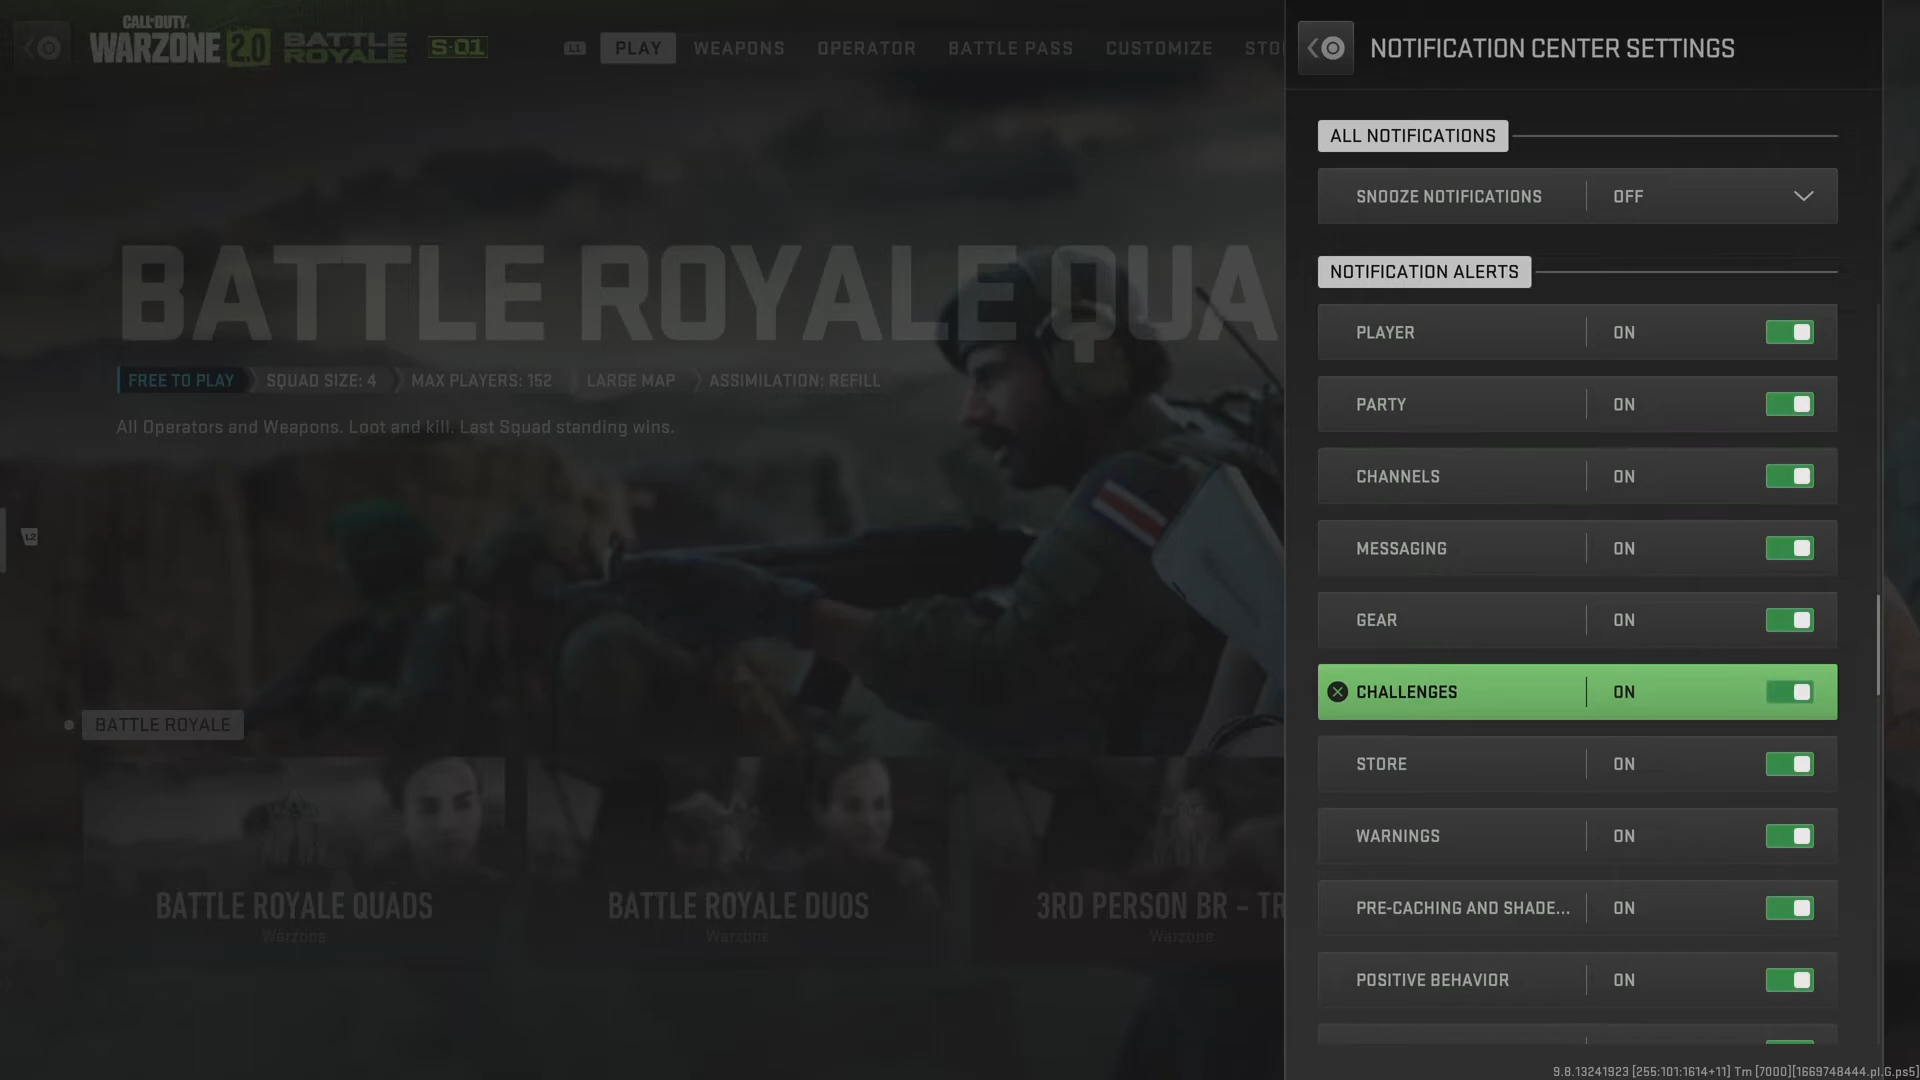 CALL OF DUTY
WARZONE 2.0 BATTLE ROYALE S-01
L1 PLAY WEAPONS OPERATOR BATTLE PASS CUSTOMIZE STO
BATTLE ROYALE QUA
FREE TO PLAY SQUAD SIZE: 4 MAX PLAYERS: 152 LARGE MAP ASSIMILATION: REFILL
All Operators and Weapons. Loot and kill. Last Squad standing wins.
L2
BATTLE ROYALE
BATTLE ROYALE QUADS
Warzone
BATTLE ROYALE DUOS
Warzone
3RD PERSON BR - TR
Warzone
NOTIFICATION CENTER SETTINGS
ALL NOTIFICATIONS
SNOOZE NOTIFICATIONS OFF
NOTIFICATION ALERTS
PLAYER ON
PARTY ON
CHANNELS ON
MESSAGING ON
GEAR ON
CHALLENGES ON
STORE ON
WARNINGS ON
PRE-CACHING AND SHADE... ON
POSITIVE BEHAVIOR ON
9.8.13241923 [255:101:1614+11] Tm [7000][1669748444.pl.G.ps5]